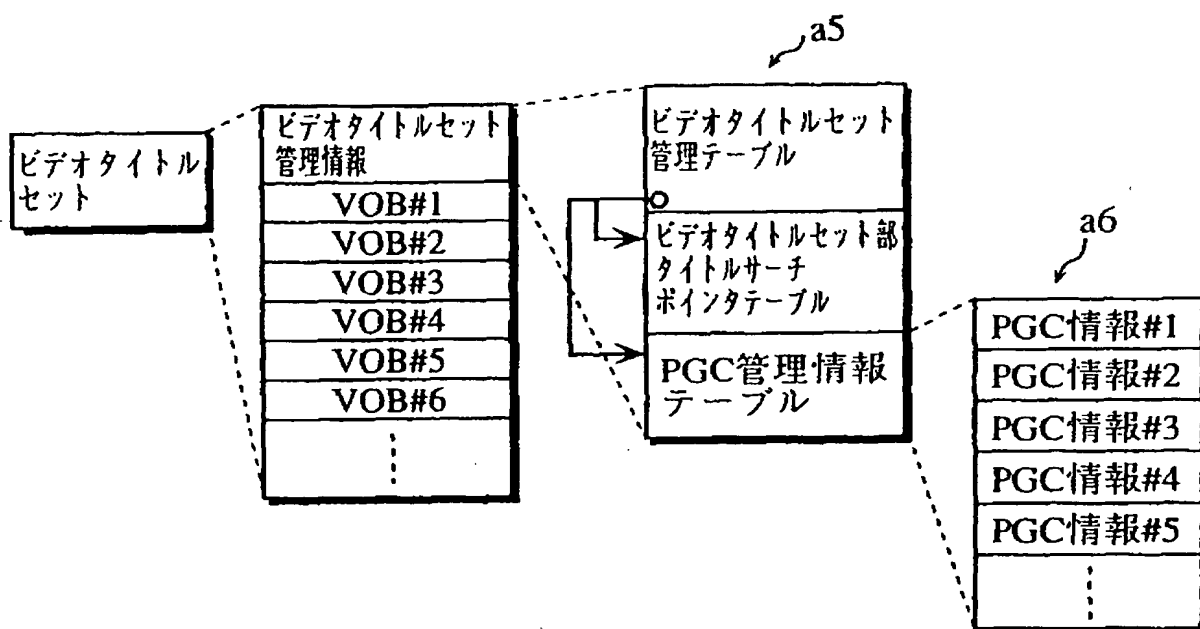 a5
ビデオタイトル
セット
ビデオタイトルセット
管理情報
VOB#1
VOB#2
VOB#3
VOB#4
VOB#5
VOB#6
ビデオタイトルセット
管理テーブル
ビデオタイトルセット部
タイトルサーチ
ポインタテーブル
PGC管理情報
テーブル
a6
PGC情報#1
PGC情報#2
PGC情報#3
PGC情報#4
PGC情報#5